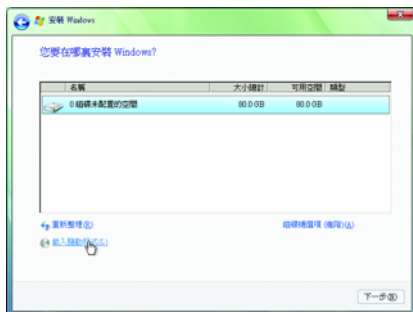 安裝 Windows
您要在哪裏安裝 Windows?
名稱 大小總計 可用空間 類型
0 磁碟未配置的空間 80.0 GB 80.0 GB
重新整理(R) 磁碟機選項 (進階)(A)
載入驅動程式(L)
下一步(N)